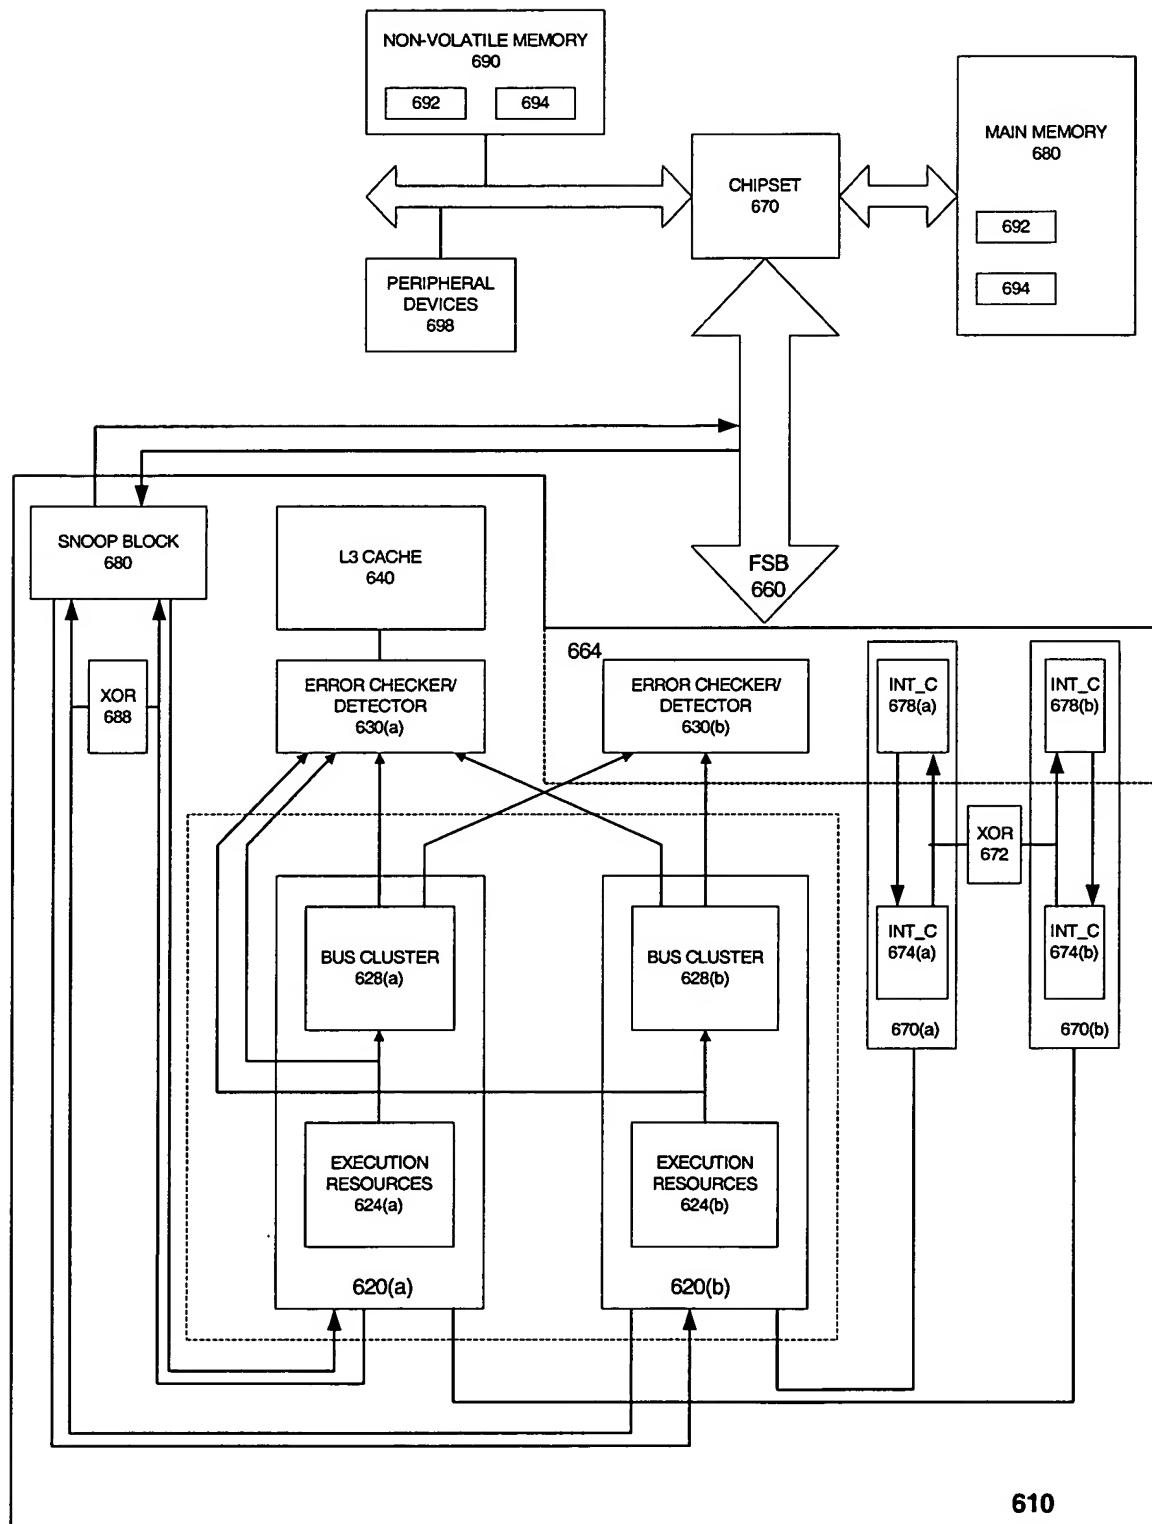 NON-VOLATILE MEMORY
690
692
694
MAIN MEMORY
680
692
694
CHIPSET
670
PERIPHERAL
DEVICES
698
SNOOP BLOCK
680
L3 CACHE
640
FSB
660
XOR
688
ERROR CHECKER/
DETECTOR
630(a)
664
ERROR CHECKER/
DETECTOR
630(b)
INT_C
678(a)
INT_C
678(b)
XOR
672
BUS CLUSTER
628(a)
BUS CLUSTER
628(b)
INT_C
674(a)
INT_C
674(b)
670(a)
670(b)
EXECUTION
RESOURCES
624(a)
EXECUTION
RESOURCES
624(b)
620(a)
620(b)
610